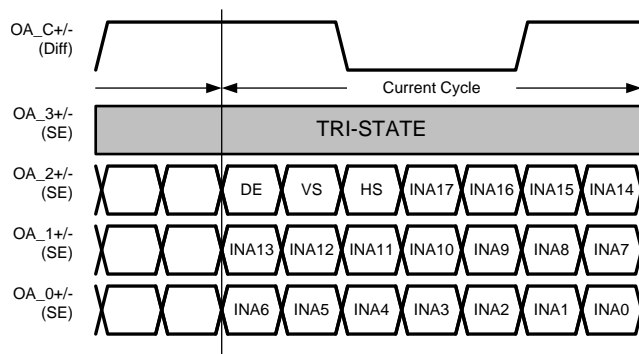 OA_C+/-
(Diff)
Current Cycle
OA_3+/-
(SE)
TRI-STATE
OA_2+/-
(SE)
DE VS HS INA17 INA16 INA15 INA14
OA_1+/-
(SE)
INA13 INA12 INA11 INA10 INA9 INA8 INA7
OA_0+/-
(SE)
INA6 INA5 INA4 INA3 INA2 INA1 INA0